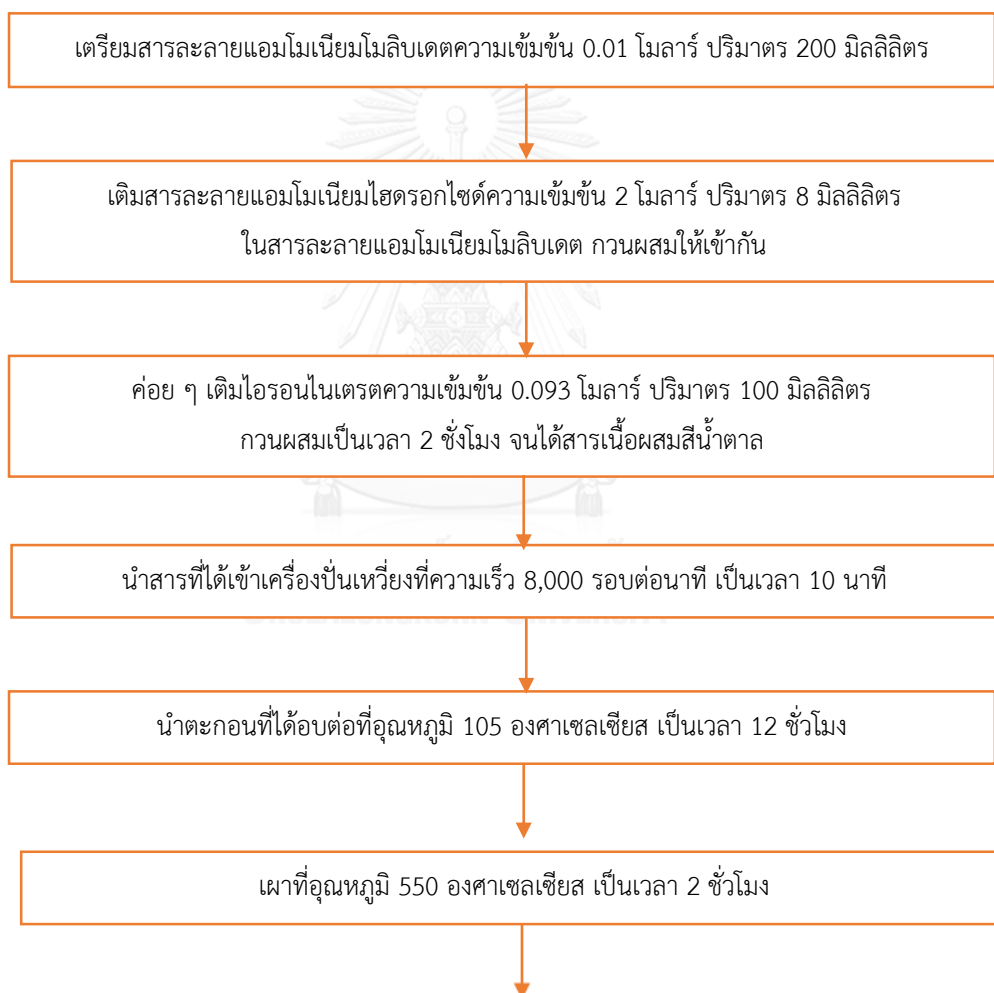 เตรียมสารละลายแอมโมเนียมโมลิบเดตความเข้มข้น 0.01 โมลาร์ ปริมาตร 200 มิลลิลิตร
เติมสารละลายแอมโมเนียมไฮดรอกไซด์ความเข้มข้น 2 โมลาร์ ปริมาตร 8 มิลลิลิตร
ในสารละลายแอมโมเนียมโมลิบเดต กวนผสมให้เข้ากัน
ค่อย ๆ เติมไอรอนไนเตรตความเข้มข้น 0.093 โมลาร์ ปริมาตร 100 มิลลิลิตร
กวนผสมเป็นเวลา 2 ชั่งโมง จนได้สารเนื้อผสมสีน้ำตาล
นำสารที่ได้เข้าเครื่องปั่นเหวี่ยงที่ความเร็ว 8,000 รอบต่อนาที เป็นเวลา 10 นาที
นำตะกอนที่ได้อบต่อที่อุณหภูมิ 105 องศาเซลเซียส เป็นเวลา 12 ชั่วโมง
เผาที่อุณหภูมิ 550 องศาเซลเซียส เป็นเวลา 2 ชั่วโมง